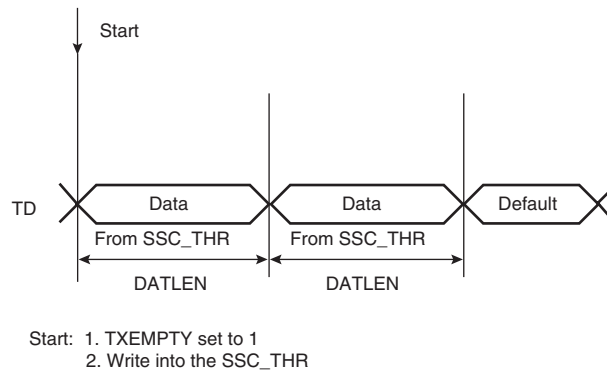 Start
TD
Data
Data
Default
From SSC_THR
From SSC_THR
DATLEN
DATLEN
Start: 1. TXEMPTY set to 1
2. Write into the SSC_THR